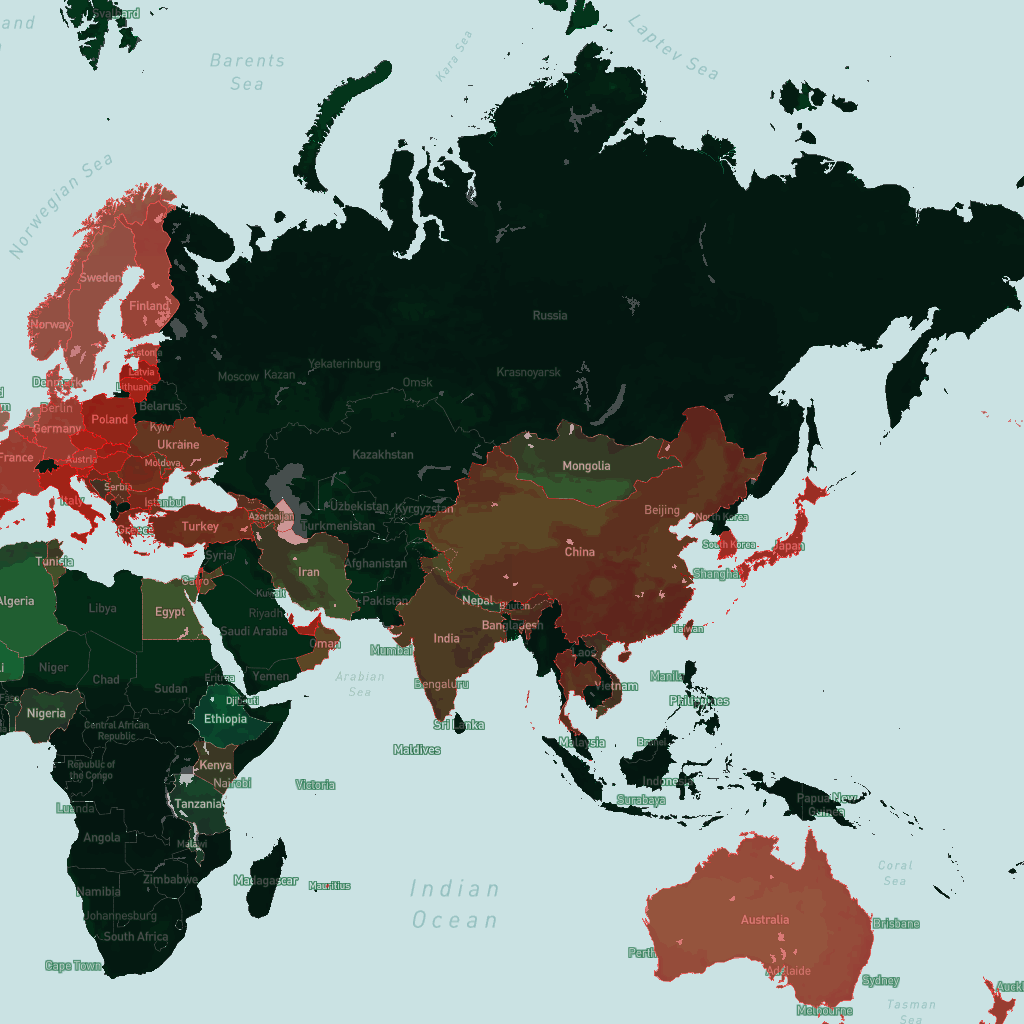 Svalbard
and
Barents
Sea
Kara Sea
Laptev Sea
Norwegian Sea
Sweden
Finland
Norway
Russia
Estonia
Latvia
Lithuania
Denmark
Moscow
Kazan
Yekaterinburg
Omsk
Krasnoyarsk
Belarus
Berlin
Germany
Poland
Kyiv
Ukraine
France
Austria
Moldova
Serbia
Italy
Istanbul
Greece
Turkey
Azerbaijan
Kazakhstan
Mongolia
Uzbekistan
Kyrgyzstan
Turkmenistan
Beijing
North Korea
South Korea
Japan
China
Shanghai
Tunisia
Syria
Iran
Afghanistan
Algeria
Libya
Cairo
Egypt
Kuwait
Pakistan
Riyadh
Saudi Arabia
Nepal
Bhutan
Bangladesh
Taiwan
India
Mumbai
Oman
Laos
Niger
Chad
Sudan
Eritrea
Yemen
Arabian
Sea
Bengaluru
Vietnam
Manila
Philippines
Nigeria
Djibouti
Ethiopia
Sri Lanka
Central African
Republic
Maldives
Malaysia
Brunei
Kenya
Republic of
the Congo
Nairobi
Victoria
Indonesia
Surabaya
Papua New
Guinea
Luanda
Tanzania
Angola
Malawi
Zimbabwe
Madagascar
Mauritius
Namibia
Johannesburg
South Africa
Cape Town
Indian
Ocean
Coral
Sea
Australia
Brisbane
Perth
Adelaide
Sydney
Melbourne
Tasman
Sea
Auckl